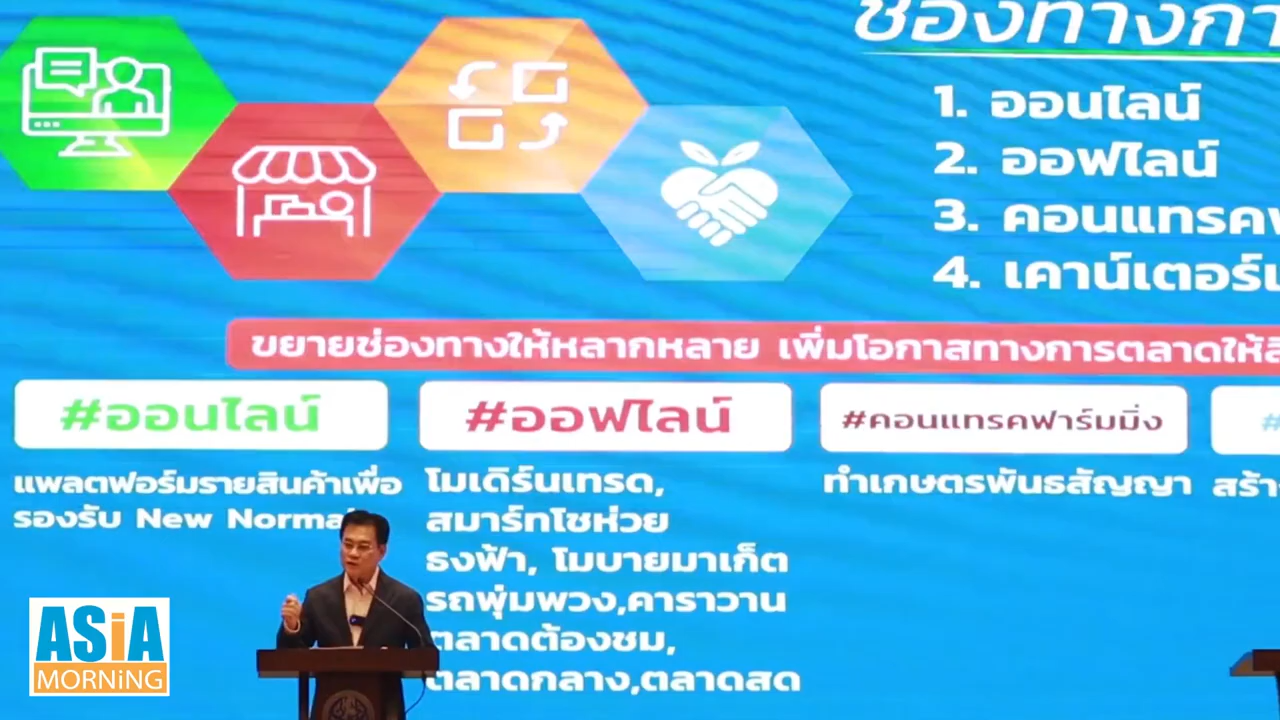 ช่องทางกา
1. ออนไลน์
2. ออฟไลน์
3. คอนแทรคฟ
4. เคาน์เตอร์เ
ขยายช่องทางให้หลากหลาย เพิ่มโอกาสทางการตลาดให้สิ
#ออนไลน์
แพลตฟอร์มรายสินค้าเพื่อ
รองรับ New Normal
#ออฟไลน์
โมเดิร์นเทรด,
สมาร์ทโชห่วย
ธงฟ้า, โมบายมาเก็ต
รถพุ่มพวง,คาราวาน
ตลาดต้องชม,
ตลาดกลาง,ตลาดสด
#คอนแทรคฟาร์มมิ่ง
ทำเกษตรพันธสัญญา
#
สร้า
ASiA
MORNiNG